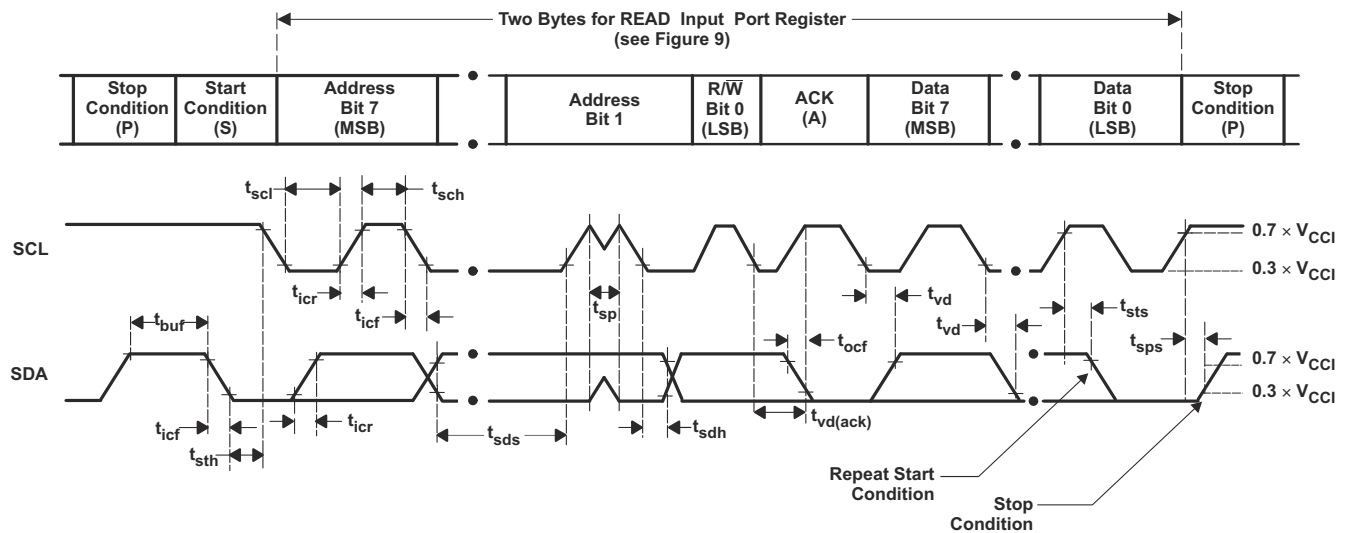 Two Bytes for READ Input Port Register
(see Figure 9)
Stop
Condition
(P)
Start
Condition
(S)
Address
Bit 7
(MSB)
Address
Bit 1
R/W̅
Bit 0
(LSB)
ACK
(A)
Data
Bit 7
(MSB)
Data
Bit 0
(LSB)
Stop
Condition
(P)
tscl
tsch
SCL
0.7 × VCCI
0.3 × VCCI
ticr
ticf
tsp
tvd
tvd
tsts
tbuf
tocf
tsps
SDA
0.7 × VCCI
0.3 × VCCI
ticf
ticr
tsth
tsds
tsdh
tvd(ack)
Repeat Start
Condition
Stop
Condition